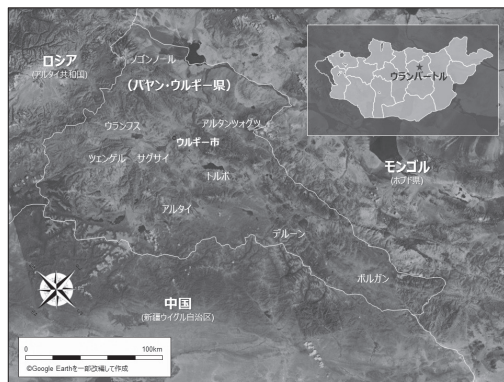 ロシア
(アルタイ共和国)
ノゴンノール
(バヤン・ウルギー県)
ウランバートル
ウランフス
アルタンツォグツ
ウルギー市
ツェンゲル
サグサイ
トルボ
モンゴル
(ホブド県)
アルタイ
デルーン
ボルガン
中国
(新疆ウイグル自治区)
0
100km
©Google Earthを一部改編して作成